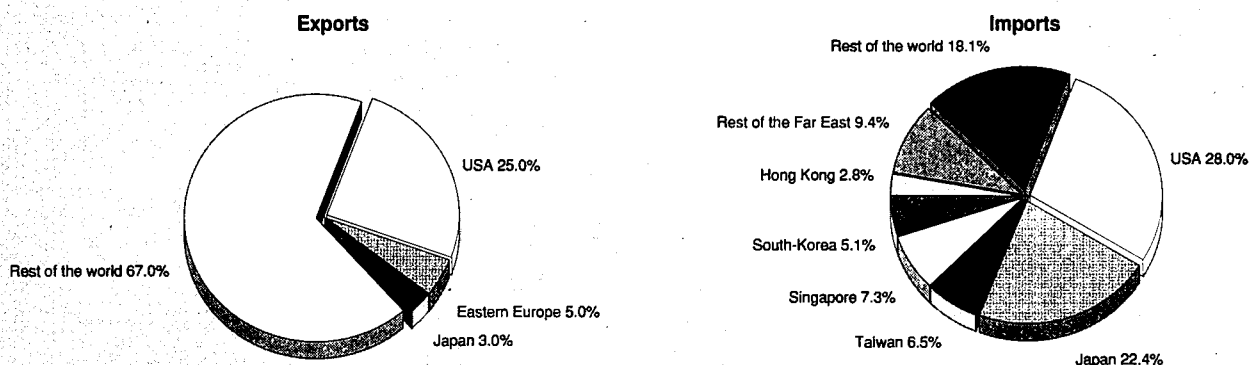 Exports
USA 25.0%
Rest of the world 67.0%
Eastern Europe 5.0%
Japan 3.0%
Imports
Rest of the world 18.1%
Rest of the Far East 9.4%
USA 28.0%
Hong Kong 2.8%
South-Korea 5.1%
Singapore 7.3%
Taiwan 6.5%
Japan 22.4%